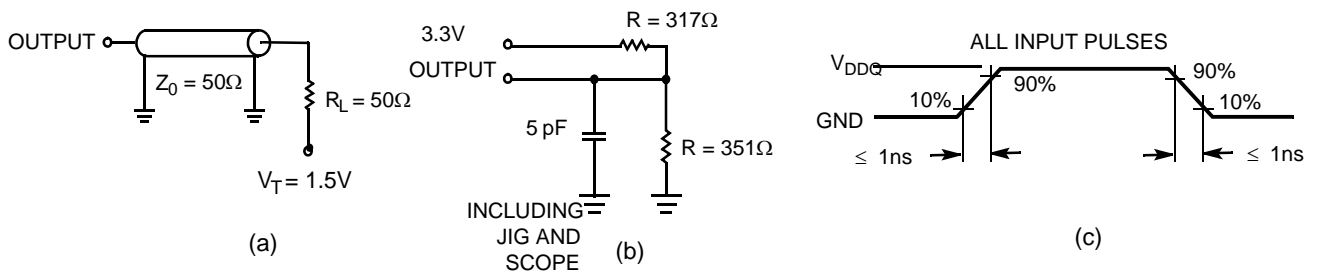 OUTPUT
Z0 = 50Ω
RL = 50Ω
VT = 1.5V
(a)
R = 317Ω
3.3V
OUTPUT
5 pF
R = 351Ω
INCLUDING
JIG AND
SCOPE
(b)
ALL INPUT PULSES
VDDQ
90%
90%
10%
10%
GND
≤ 1ns
≤ 1ns
(c)